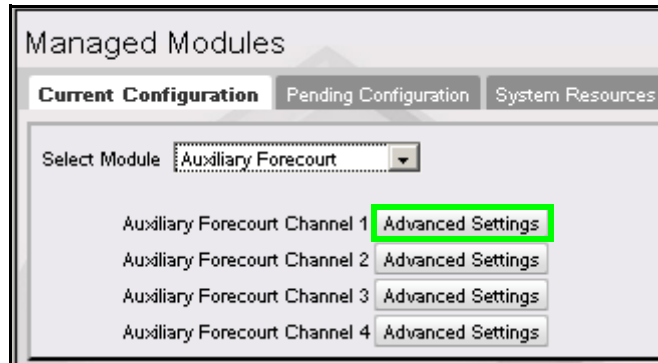 Managed Modules
Current Configuration Pending Configuration System Resources
Select Module Auxiliary Forecourt
Auxiliary Forecourt Channel 1 Advanced Settings
Auxiliary Forecourt Channel 2 Advanced Settings
Auxiliary Forecourt Channel 3 Advanced Settings
Auxiliary Forecourt Channel 4 Advanced Settings